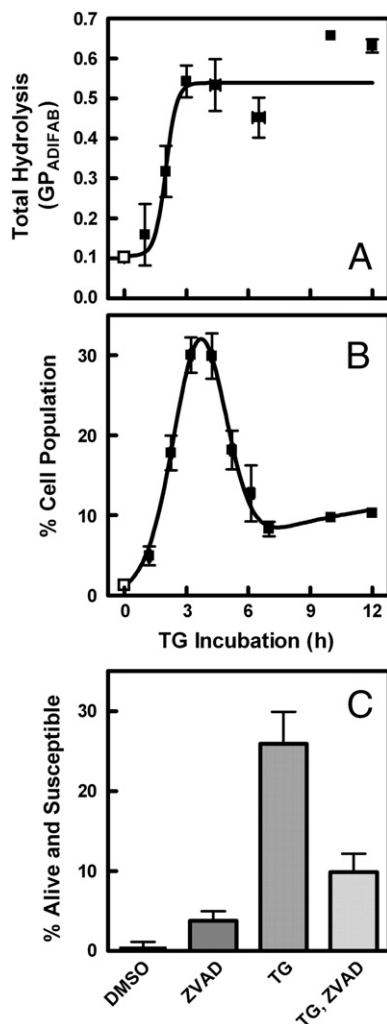 Total Hydrolysis
(GPADIFAB)
0.7
0.6
0.5
0.4
0.3
0.2
0.1
0.0
A
% Cell Population
30
20
10
0
B
0 3 6 9 12
TG Incubation (h)
% Alive and Susceptible
30
20
10
0
C
DMSO
ZVAD
TG
TG, ZVAD